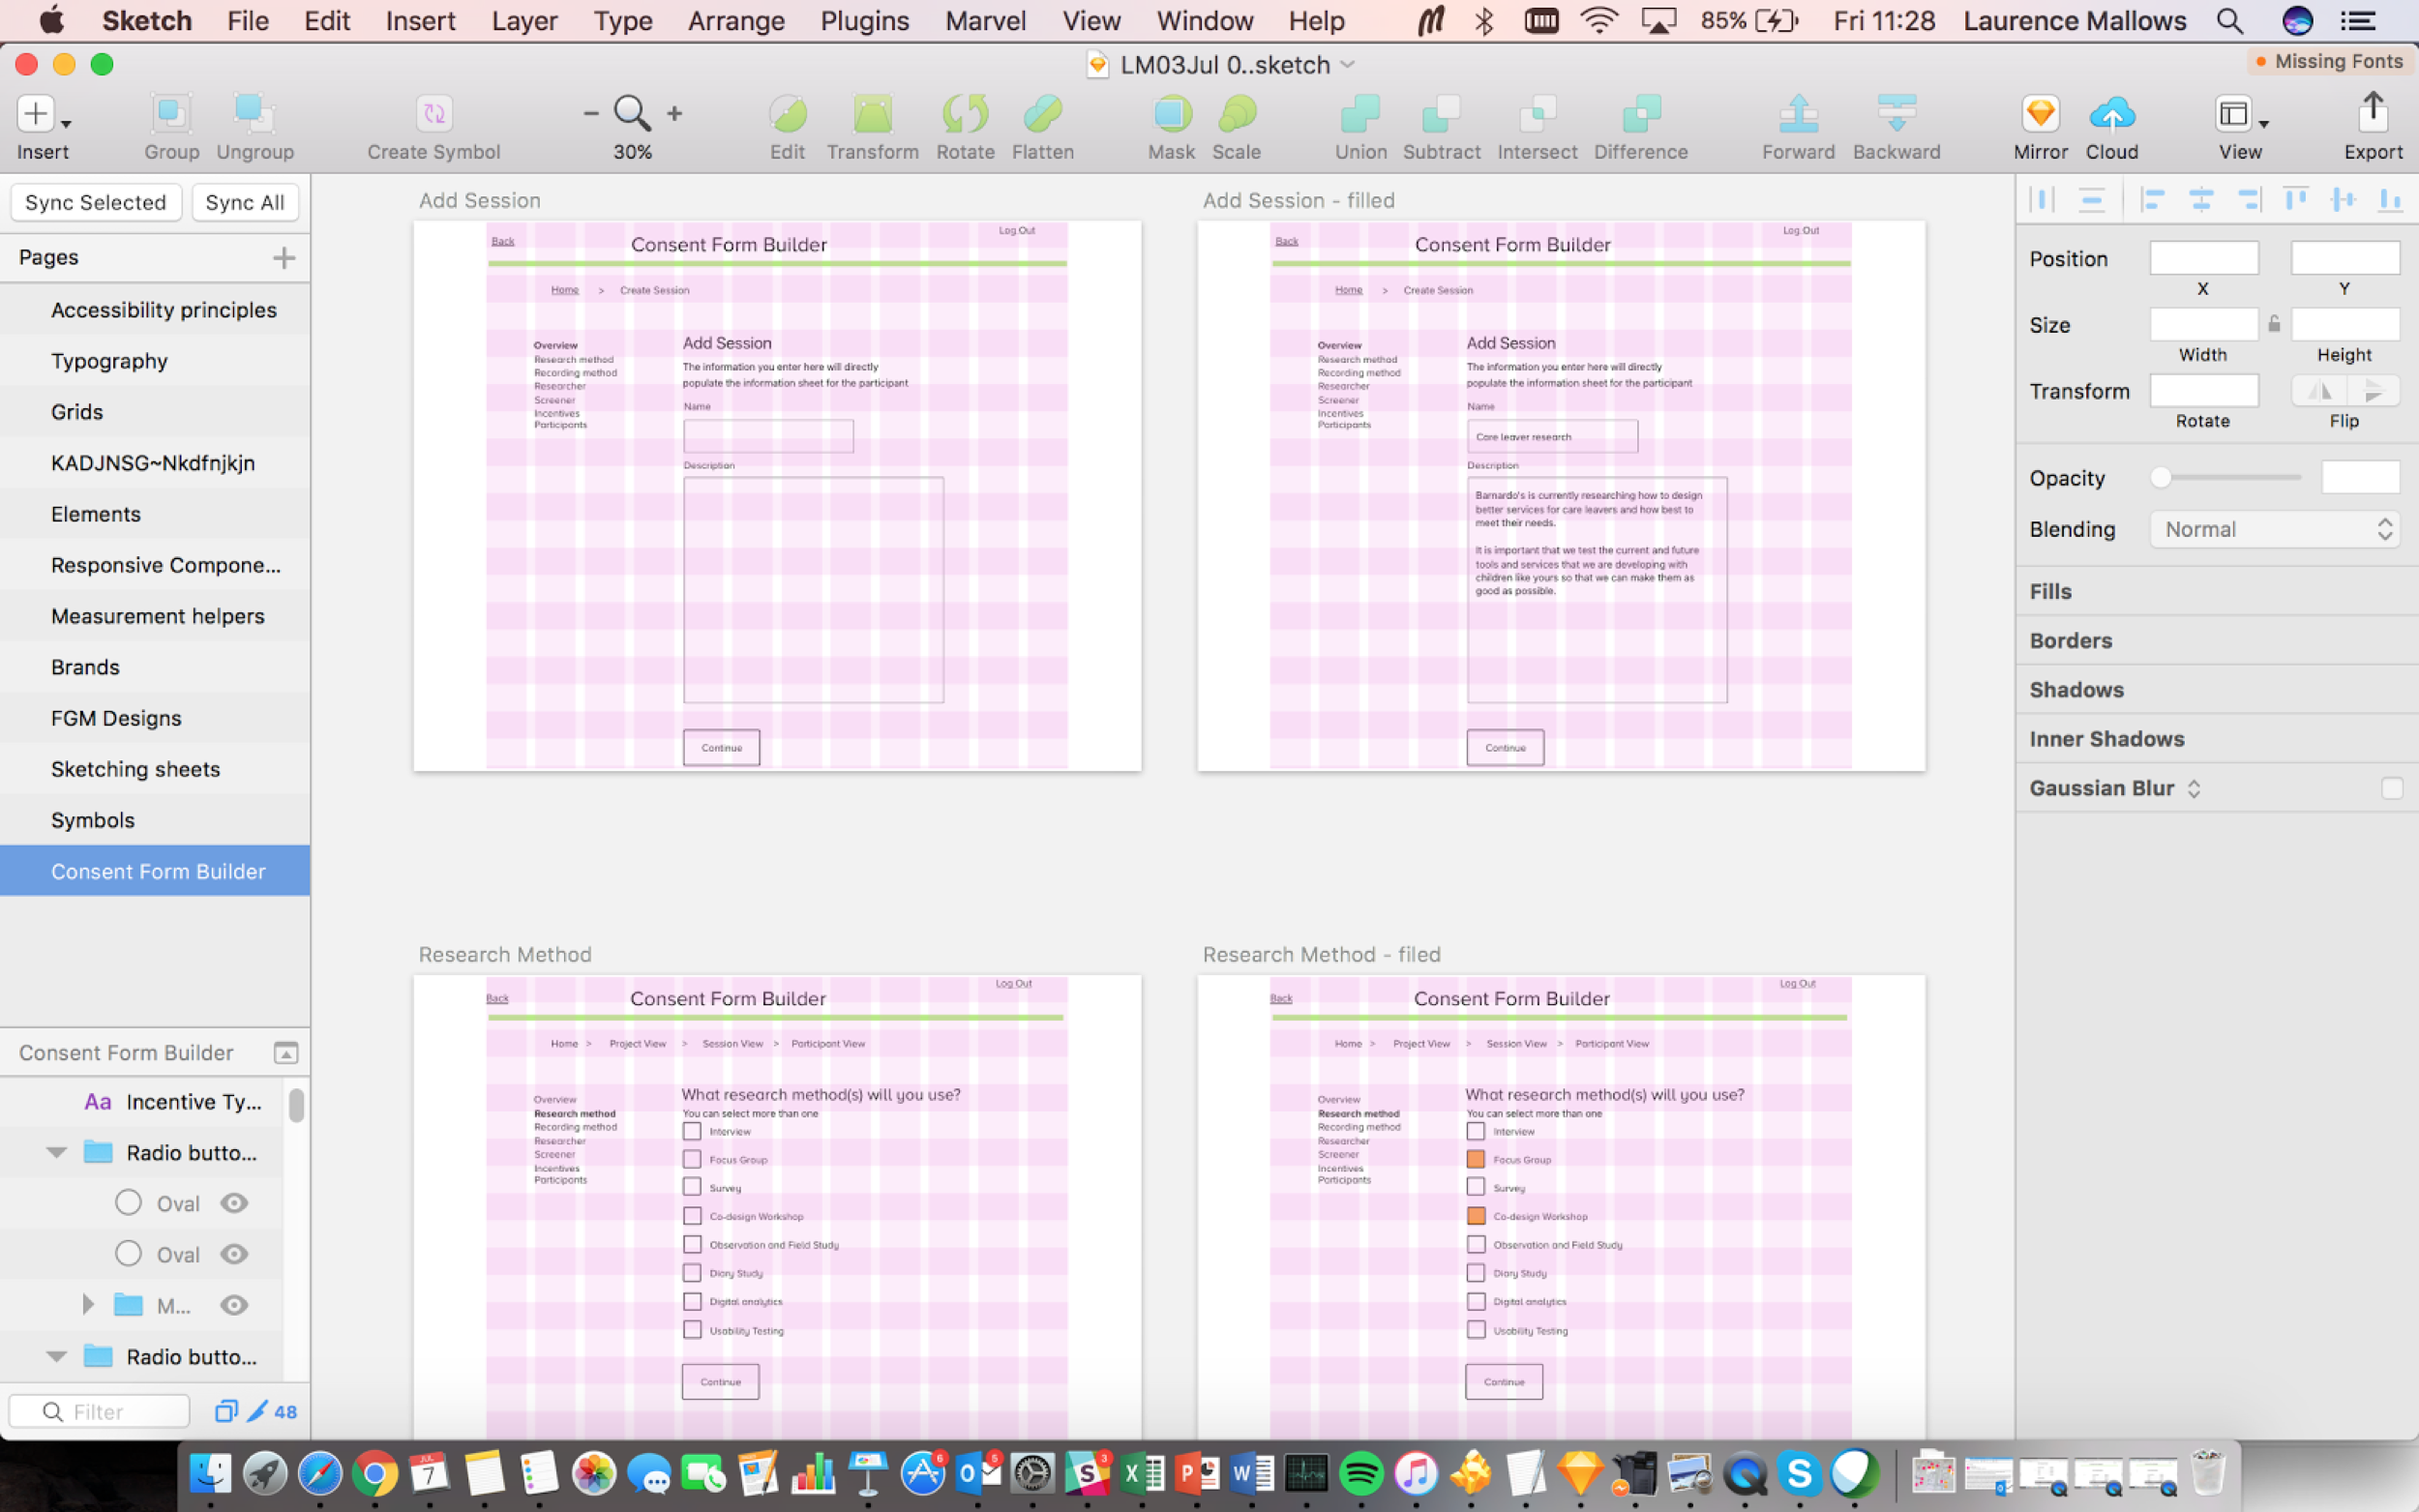 Sketch File Edit Insert Layer Type Arrange Plugins Marvel View Window Help 85% Fri 11:28 Laurence Mallows
LM03Jul 0..sketch
Missing Fonts
Insert Group Ungroup Create Symbol 30% Edit Transform Rotate Flatten Mask Scale Union Subtract Intersect Difference Forward Backward Mirror Cloud View Export
Sync Selected Sync All
Pages
Accessibility principles
Typography
Grids
KADJNSG~Nkdfnjkjn
Elements
Responsive Compone...
Measurement helpers
Brands
FGM Designs
Sketching sheets
Symbols
Consent Form Builder
Consent Form Builder
Aa Incentive Ty...
Radio butto...
Oval
Oval
M...
Radio butto...
Filter 48
Add Session
Back
Consent Form Builder
Log Out
Home > Create Session
Overview
Research method
Recording method
Researcher
Screener
Incentives
Participants
Add Session
The information you enter here will directly
populate the information sheet for the participant
Name
Description
Continue
Add Session - filled
Back
Consent Form Builder
Log Out
Home > Create Session
Overview
Research method
Recording method
Researcher
Screener
Incentives
Participants
Add Session
The information you enter here will directly
populate the information sheet for the participant
Name
Care leaver research
Description
Barnardo's is currently researching how to design
better services for care leavers and how best to
meet their needs.
It is important that we test the current and future
tools and services that we are developing with
children like yours so that we can make them as
good as possible.
Continue
Research Method
Back
Consent Form Builder
Log Out
Home > Project View > Session View > Participant View
Overview
Research method
Recording method
Researcher
Screener
Incentives
Participants
What research method(s) will you use?
You can select more than one
Interview
Focus Group
Survey
Co-design Workshop
Observation and Field Study
Diary Study
Digital analytics
Usability Testing
Continue
Research Method - filed
Back
Consent Form Builder
Log Out
Home > Project View > Session View > Participant View
Overview
Research method
Recording method
Researcher
Screener
Incentives
Participants
What research method(s) will you use?
You can select more than one
Interview
Focus Group
Survey
Co-design Workshop
Observation and Field Study
Diary Study
Digital analytics
Usability Testing
Continue
Position
X Y
Size
Width Height
Transform
Rotate Flip
Opacity
Blending Normal
Fills
Borders
Shadows
Inner Shadows
Gaussian Blur
JUL
7
6
5
3